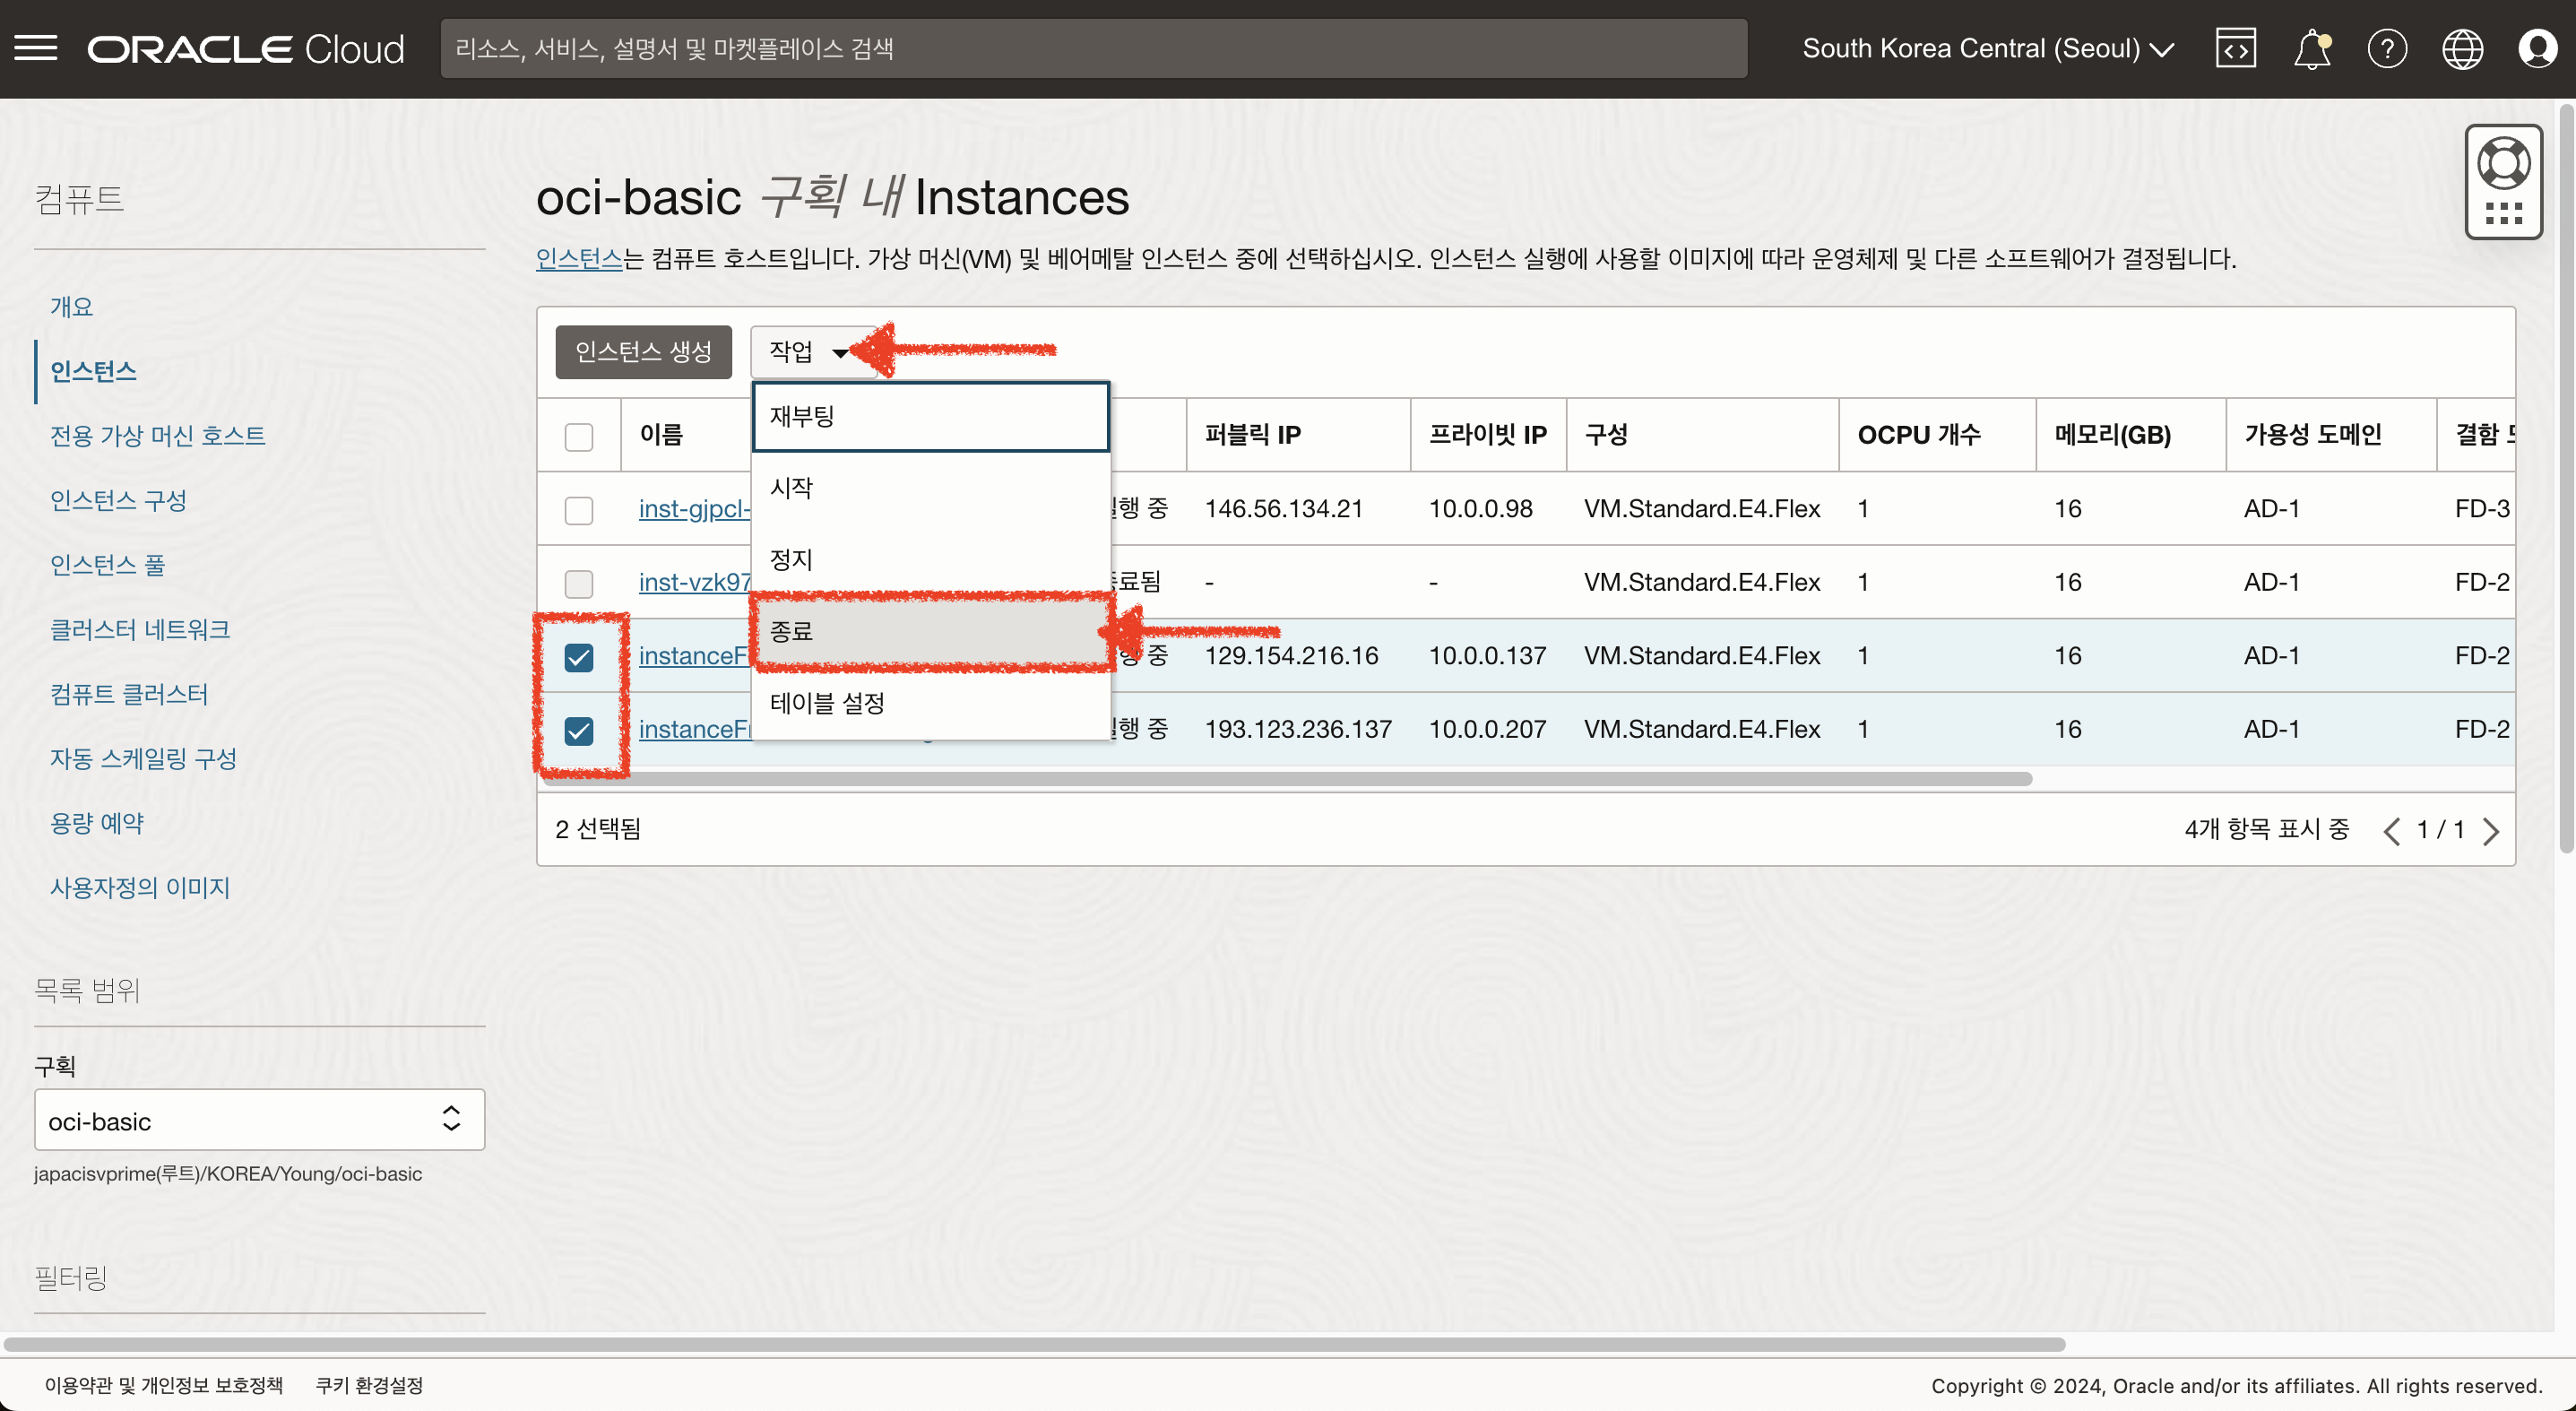 ORACLE Cloud
리소스, 서비스, 설명서 및 마켓플레이스 검색
South Korea Central (Seoul)
컴퓨트
개요
인스턴스
전용 가상 머신 호스트
인스턴스 구성
인스턴스 풀
클러스터 네트워크
컴퓨트 클러스터
자동 스케일링 구성
용량 예약
사용자정의 이미지
목록 범위
구획
oci-basic
japacisvprime(루트)/KOREA/Young/oci-basic
필터링
oci-basic 구획 내 Instances
인스턴스는 컴퓨트 호스트입니다. 가상 머신(VM) 및 베어메탈 인스턴스 중에 선택하십시오. 인스턴스 실행에 사용할 이미지에 따라 운영체제 및 다른 소프트웨어가 결정됩니다.
인스턴스 생성 작업
재부팅
시작
정지
종료
테이블 설정
이름 퍼블릭 IP 프라이빗 IP 구성 OCPU 개수 메모리(GB) 가용성 도메인 결함
inst-gjpcl- 행 중 146.56.134.21 10.0.0.98 VM.Standard.E4.Flex 1 16 AD-1 FD-3
inst-vzk97 료됨 - - VM.Standard.E4.Flex 1 16 AD-1 FD-2
instanceF 행 중 129.154.216.16 10.0.0.137 VM.Standard.E4.Flex 1 16 AD-1 FD-2
instanceF 행 중 193.123.236.137 10.0.0.207 VM.Standard.E4.Flex 1 16 AD-1 FD-2
2 선택됨
4개 항목 표시 중 1 / 1
이용약관 및 개인정보 보호정책 쿠키 환경설정
Copyright © 2024, Oracle and/or its affiliates. All rights reserved.